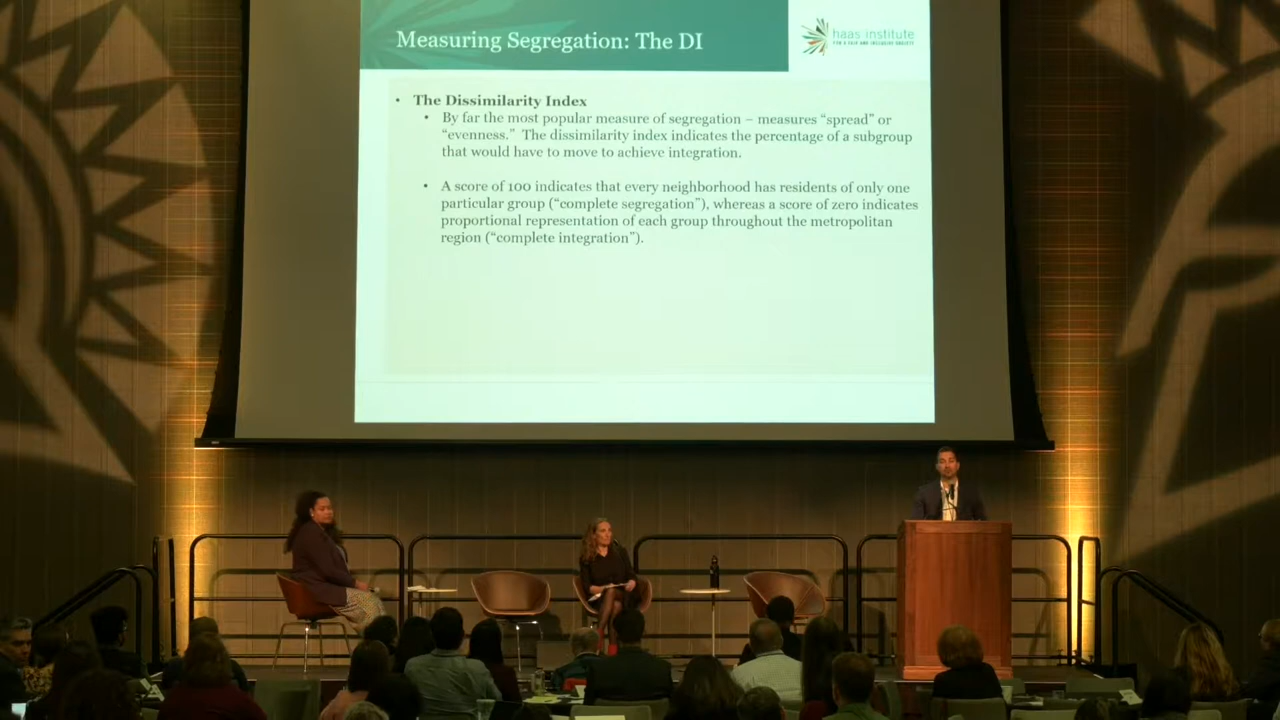 Measuring Segregation: The DI
haas institute
FOR A FAIR AND INCLUSIVE SOCIETY
• The Dissimilarity Index
• By far the most popular measure of segregation – measures “spread” or
“evenness.” The dissimilarity index indicates the percentage of a subgroup
that would have to move to achieve integration.
• A score of 100 indicates that every neighborhood has residents of only one
particular group (“complete segregation”), whereas a score of zero indicates
proportional representation of each group throughout the metropolitan
region (“complete integration”).